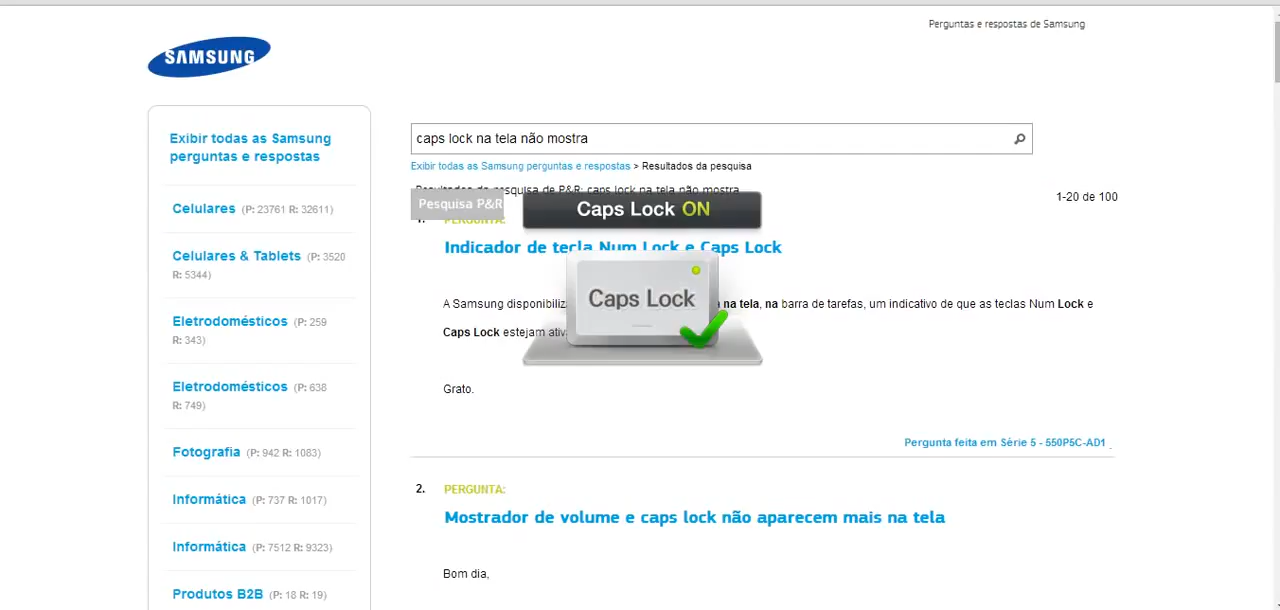 Perguntas e respostas de Samsung
SAMSUNG
Exibir todas as Samsung
perguntas e respostas
Celulares (P: 23761 R: 32611)
Celulares & Tablets (P: 3520
R: 5344)
Eletrodomésticos (P: 259
R: 343)
Eletrodomésticos (P: 638
R: 749)
Fotografia (P: 942 R: 1083)
Informática (P: 737 R: 1017)
Informática (P: 7512 R: 9323)
Produtos B2B (P: 18 R: 19)
caps lock na tela não mostra
Exibir todas as Samsung perguntas e respostas > Resultados da pesquisa
Resultados da pesquisa de P&R: caps lock na tela não mostra
1-20 de 100
Pesquisa P&R
Caps Lock ON
1. PERGUNTA:
Indicador de tecla Num Lock e Caps Lock
Caps Lock
A Samsung disponibiliz na tela, na barra de tarefas, um indicativo de que as teclas Num Lock e
Caps Lock estejam ativ
Grato.
Pergunta feita em Série 5 - 550P5C-AD1
2. PERGUNTA:
Mostrador de volume e caps lock não aparecem mais na tela
Bom dia,